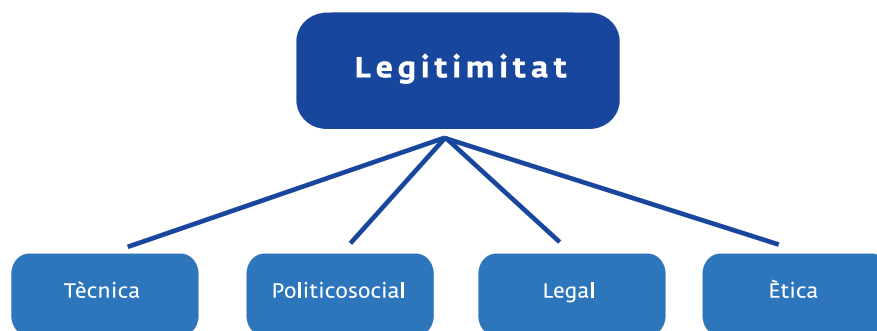 Legitimitat
Tècnica
Politicosocial
Legal
Ètica